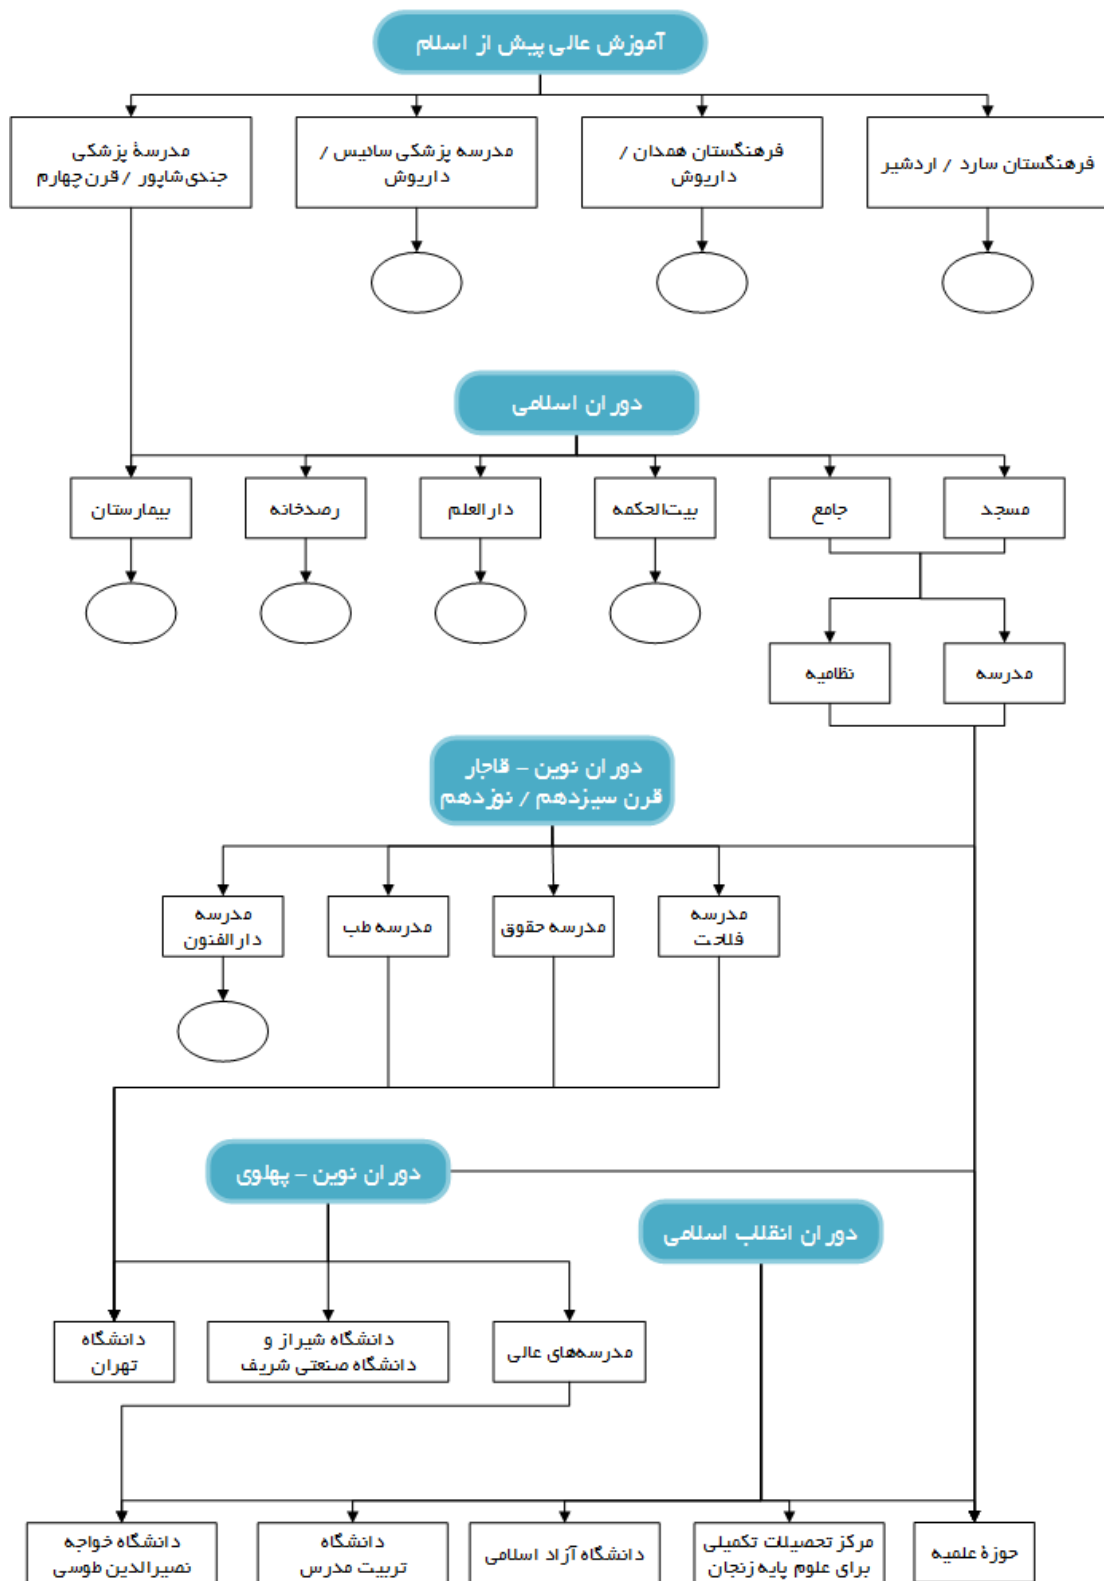 آموزش عالی پیش از اسلام
فرهنگستان سارد / اردشیر
فرهنگستان همدان /
داریوش
مدرسه پزشکی سائیس /
داریوش
مدرسهٔ پزشکی
جندی‌شاپور / قرن چهارم
دوران اسلامی
مسجد
جامع
بیت‌الحکمه
دارالعلم
رصدخانه
بیمارستان
مدرسه
نظامیه
دوران نوین – قاجار
قرن سیزدهم / نوزدهم
مدرسه
فلاحت
مدرسه حقوق
مدرسه طب
مدرسه
دارالفنون
دوران نوین – پهلوی
دوران انقلاب اسلامی
مدرسه‌های عالی
دانشگاه شیراز و
دانشگاه صنعتی شریف
دانشگاه
تهران
حوزهٔ علمیه
مرکز تحصیلات تکمیلی
برای علوم پایه زنجان
دانشگاه آزاد اسلامی
دانشگاه
تربیت مدرس
دانشگاه خواجه
نصیرالدین طوسی